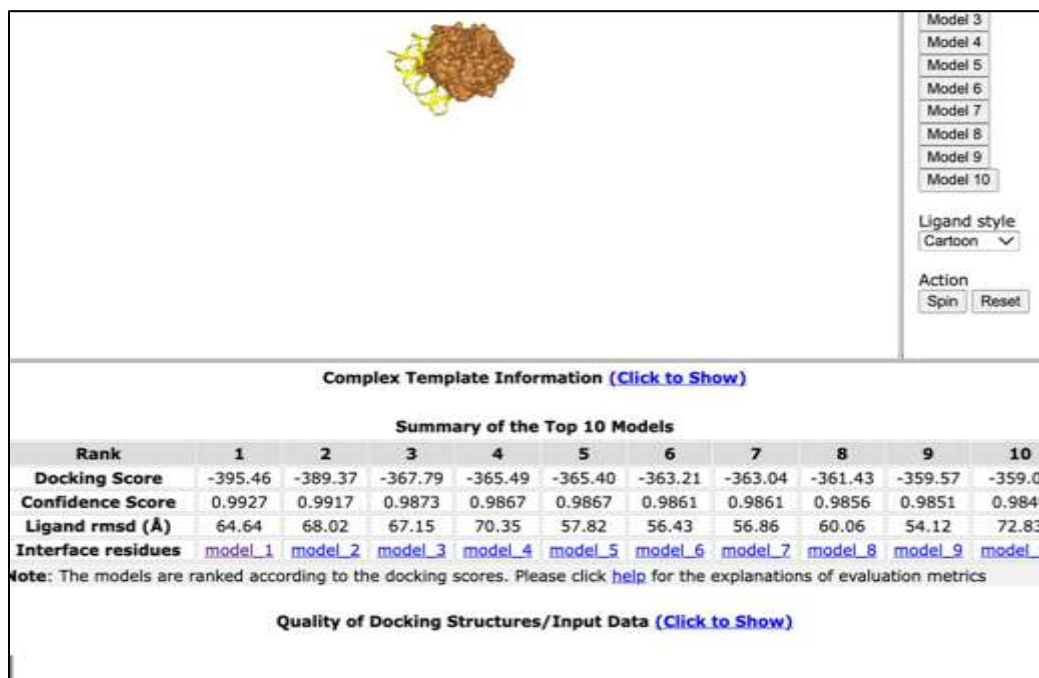 Model 3
Model 4
Model 5
Model 6
Model 7
Model 8
Model 9
Model 10
Ligand style
Cartoon
Action
Spin Reset
Complex Template Information (Click to Show)
Summary of the Top 10 Models
Rank 1 2 3 4 5 6 7 8 9 10
Docking Score -395.46 -389.37 -367.79 -365.49 -365.40 -363.21 -363.04 -361.43 -359.57 -359.0
Confidence Score 0.9927 0.9917 0.9873 0.9867 0.9867 0.9861 0.9861 0.9856 0.9851 0.984
Ligand rmsd (Å) 64.64 68.02 67.15 70.35 57.82 56.43 56.86 60.06 54.12 72.83
Interface residues model_1 model_2 model_3 model_4 model_5 model_6 model_7 model_8 model_9 model_
Note: The models are ranked according to the docking scores. Please click help for the explanations of evaluation metrics
Quality of Docking Structures/Input Data (Click to Show)